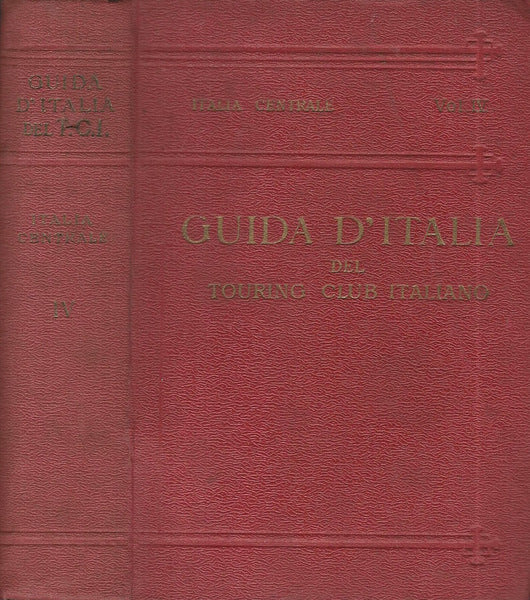 GUIDA
D'ITALIA
DEL T.C.I.
ITALIA
CENTRALE
IV
ITALIA CENTRALE VOL. IV
GUIDA D'ITALIA
DEL
TOURING CLUB ITALIANO